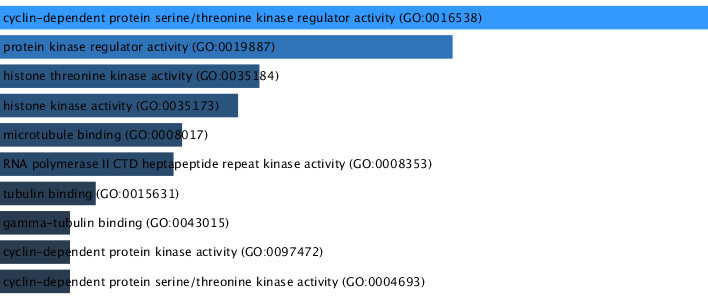 cyclin-dependent protein serine/threonine kinase regulator activity (GO:0016538)
protein kinase regulator activity (GO:0019887)
histone threonine kinase activity (GO:0035184)
histone kinase activity (GO:0035173)
microtubule binding (GO:0008017)
RNA polymerase II CTD heptapeptide repeat kinase activity (GO:0008353)
tubulin binding (GO:0015631)
gamma-tubulin binding (GO:0043015)
cyclin-dependent protein kinase activity (GO:0097472)
cyclin-dependent protein serine/threonine kinase activity (GO:0004693)